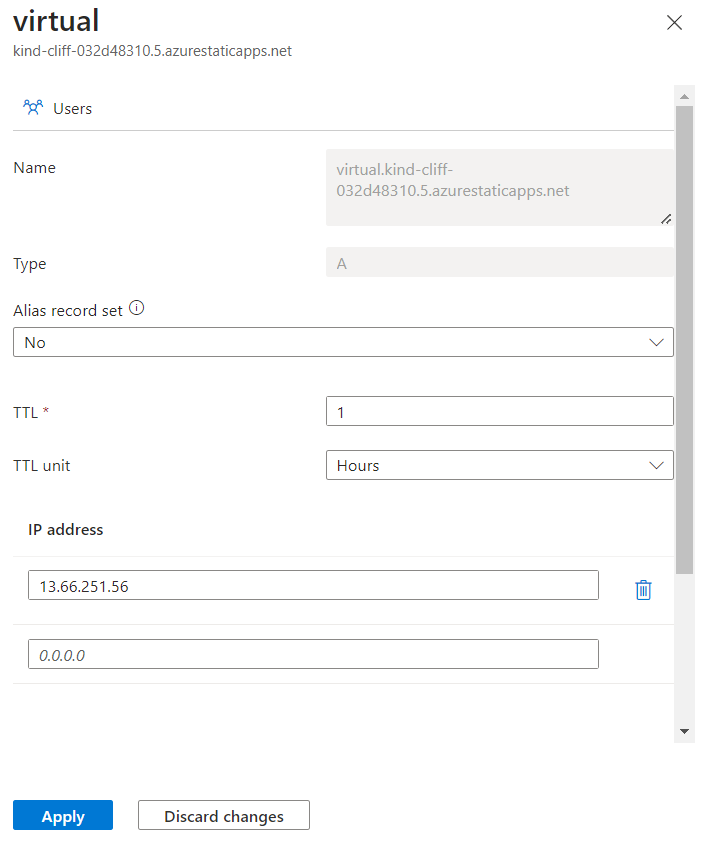 virtual
kind-cliff-032d48310.5.azurestaticapps.net
Users
Name
virtual.kind-cliff-
032d48310.5.azurestaticapps.net
Type
A
Alias record set
No
TTL *
1
TTL unit
Hours
IP address
13.66.251.56
0.0.0.0
Apply
Discard changes